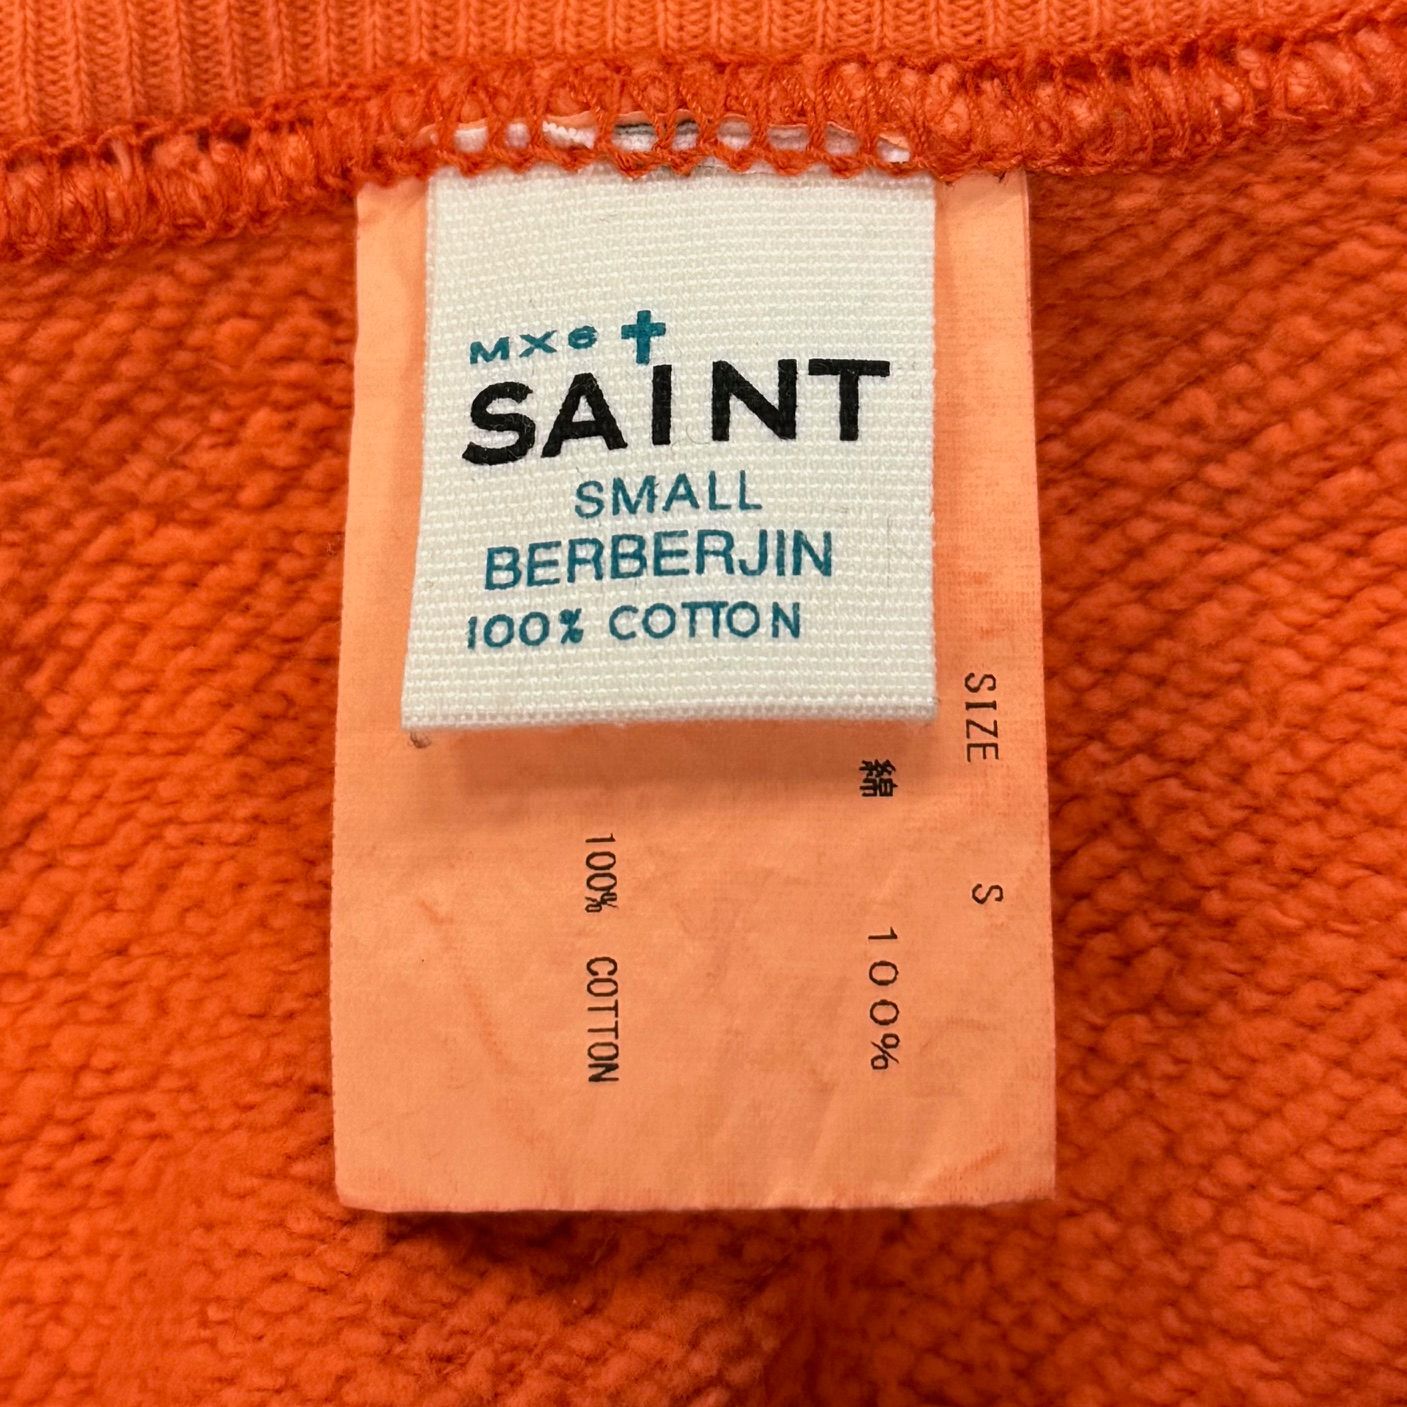 MX6 ✝
SAINT
SMALL
BERBERJIN
100% COTTON
SIZE S
綿 100%
100% COTTON